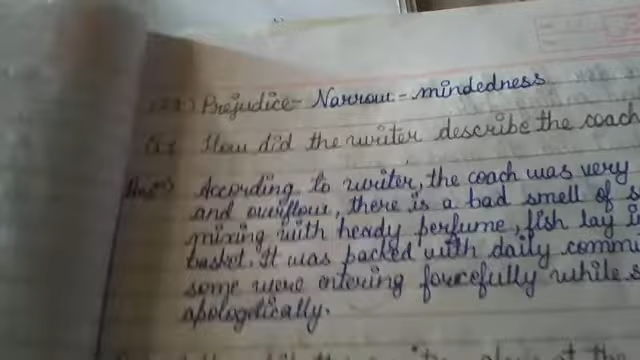 Prejudice - Narrow - mindedness
How did the writer describe the coach
According to writer, the coach was very
and overflow, there is a bad smell of
mixing with heady perfume, fish lay
basket. It was packed with daily
some were entering forcefully while
apologetically.